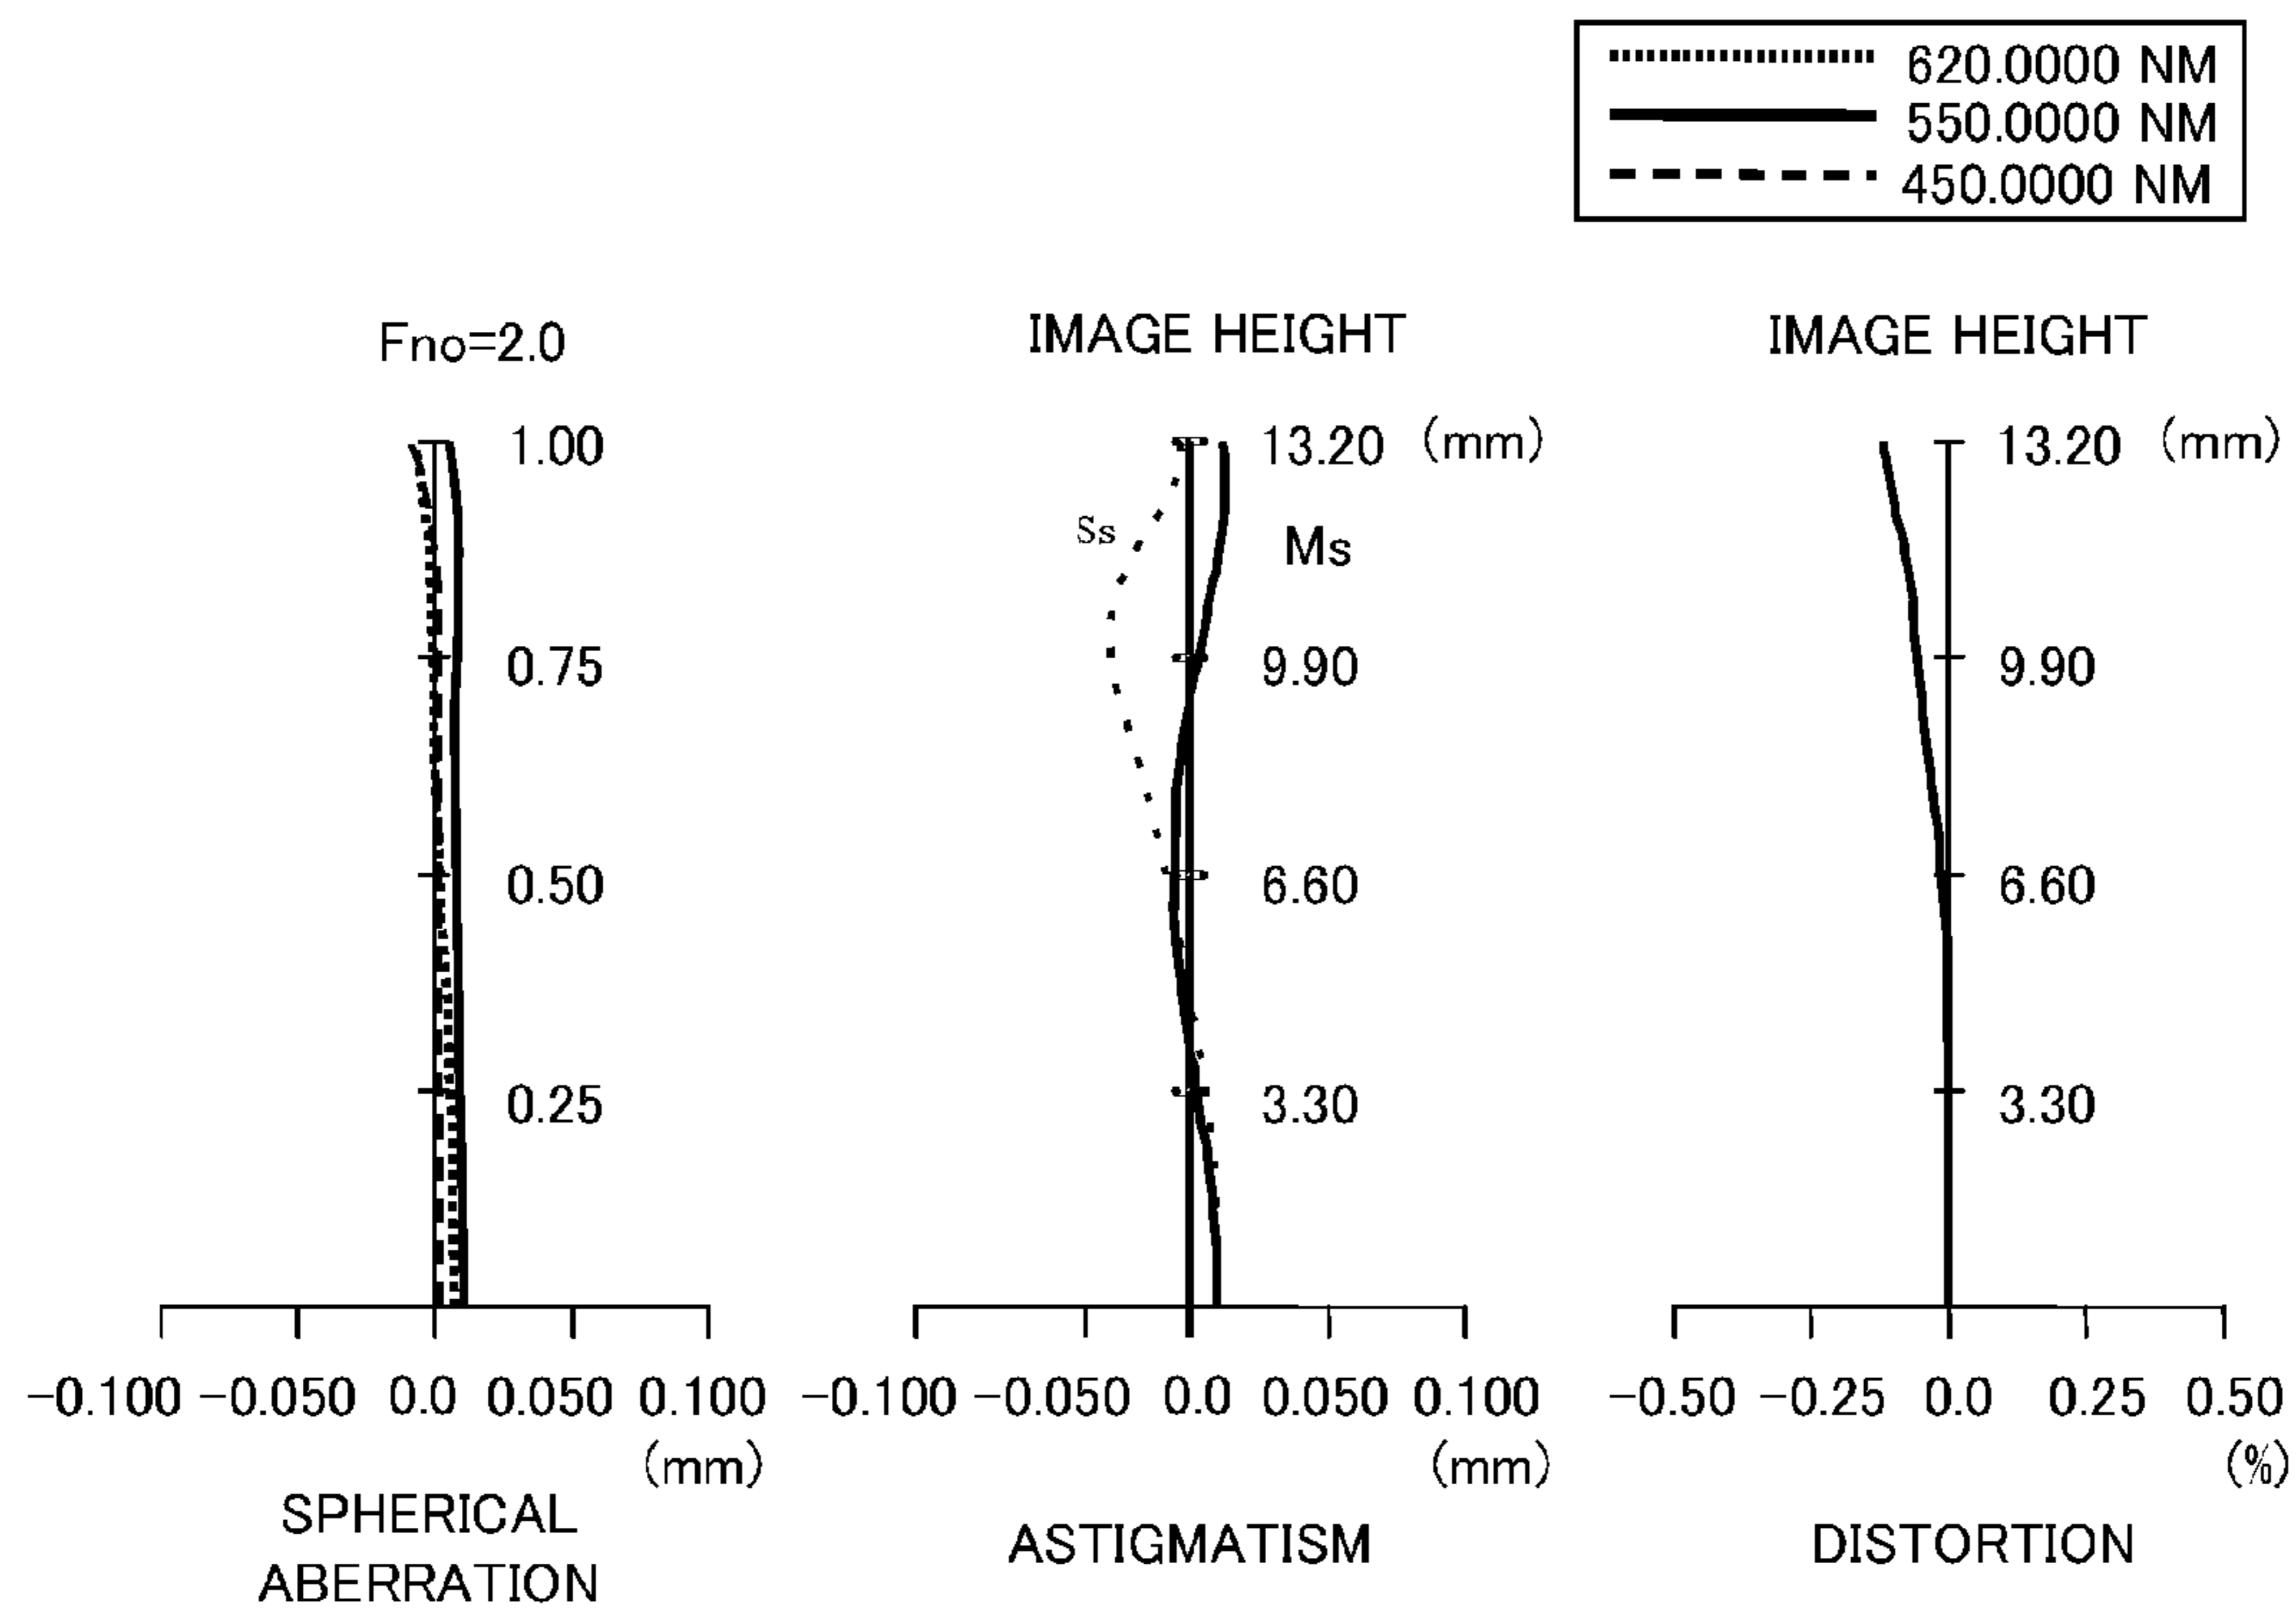 620.0000 NM
550.0000 NM
450.0000 NM
Fno=2.0
1.00
0.75
0.50
0.25
−0.100 −0.050 0.0 0.050 0.100
(mm)
SPHERICAL
ABERRATION
IMAGE HEIGHT
13.20 (mm)
Ss
Ms
9.90
6.60
3.30
−0.100 −0.050 0.0 0.050 0.100
(mm)
ASTIGMATISM
IMAGE HEIGHT
13.20 (mm)
9.90
6.60
3.30
−0.50 −0.25 0.0 0.25 0.50
(%)
DISTORTION